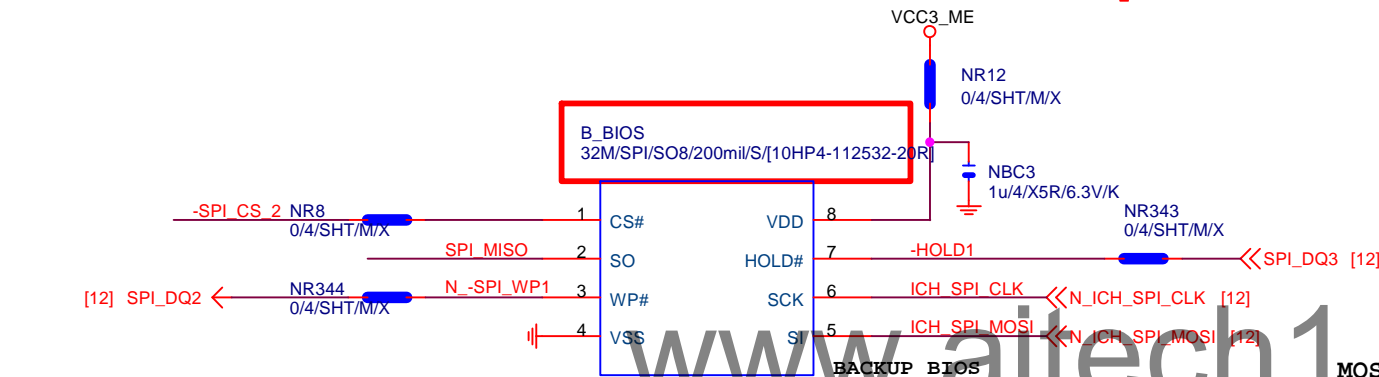 VCC3_ME
NR12
0/4/SHT/M/X
B_BIOS
32M/SPI/SO8/200mil/S/[10HP4-112532-20R]
NBC3
1u/4/X5R/6.3V/K
-SPI_CS_2 NR8
0/4/SHT/M/X
1 CS#
VDD 8
NR343
0/4/SHT/M/X
SPI_MISO 2 SO
HOLD# 7 -HOLD1
SPI_DQ3 [12]
[12] SPI_DQ2 NR344
0/4/SHT/M/X
N_-SPI_WP1 3 WP#
SCK 6 ICH_SPI_CLK N_ICH_SPI_CLK [12]
4 VSS
SI 5 ICH_SPI_MOSI N_ICH_SPI_MOSI [12]
www.aitech1
BACKUP BIOS
MOS